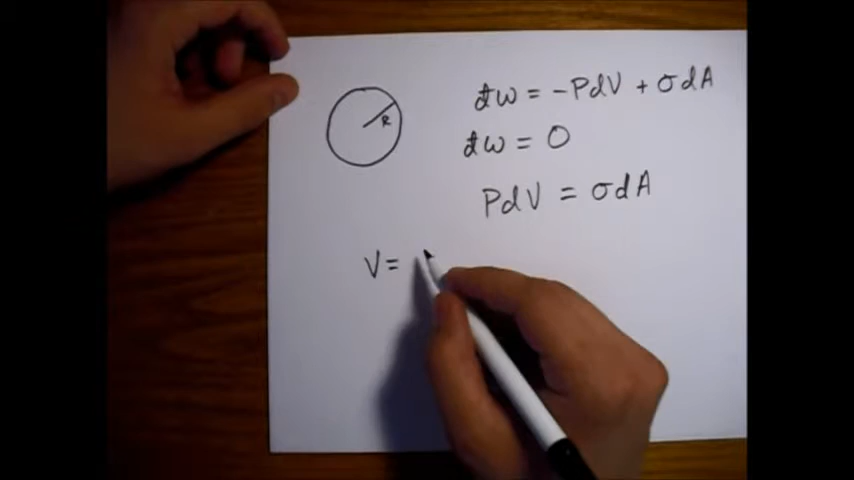 R
đw = -PdV + σdA
đw = 0
PdV = σdA
V =